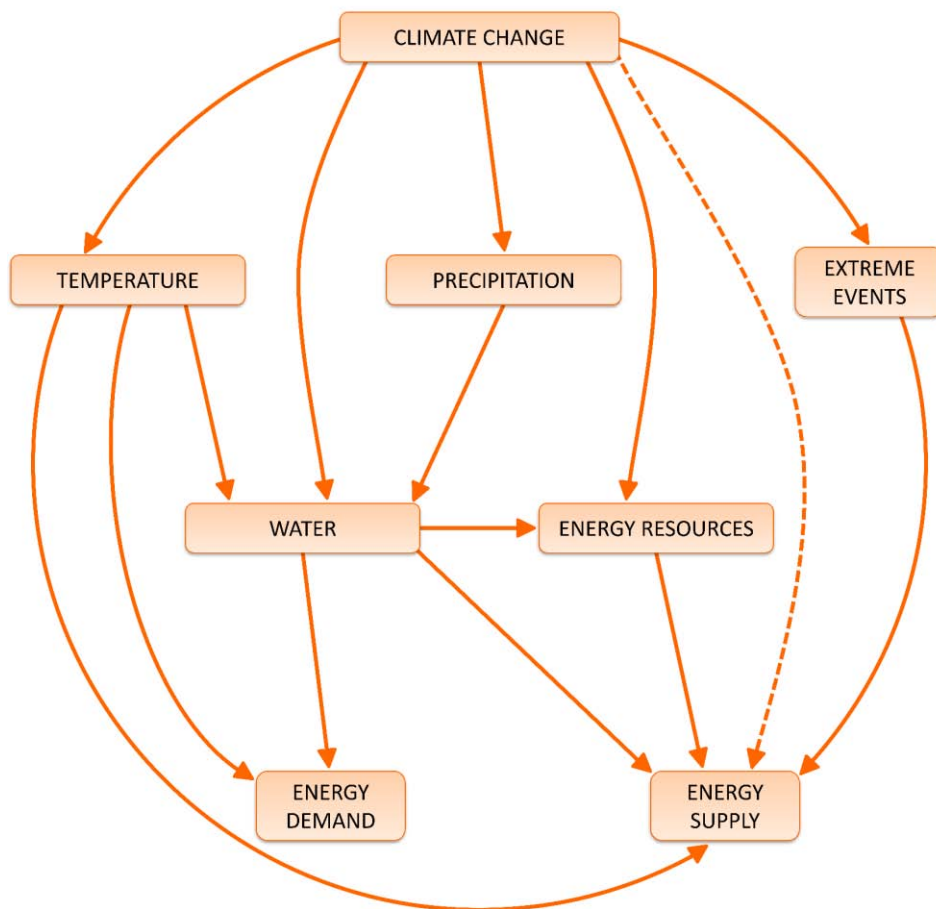 CLIMATE CHANGE
TEMPERATURE
PRECIPITATION
EXTREME
EVENTS
WATER
ENERGY RESOURCES
ENERGY
DEMAND
ENERGY
SUPPLY